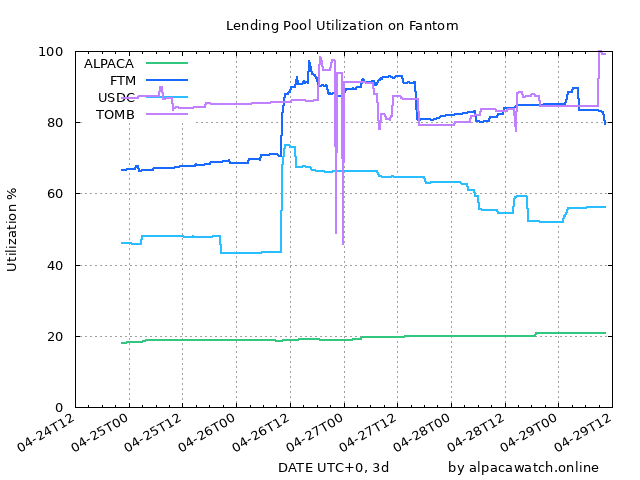 Lending Pool Utilization on Fantom
100
80
60
40
20
0
Utilization %
ALPACA
FTM
USDC
TOMB
04-24T12
04-25T00
04-25T12
04-26T00
04-26T12
04-27T00
04-27T12
04-28T00
04-28T12
04-29T00
04-29T12
DATE UTC+0, 3d
by alpacawatch.online